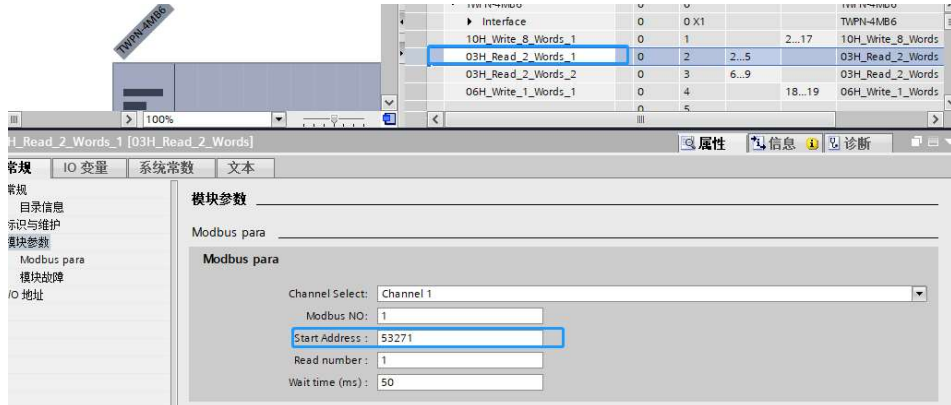 TWPN-4MB6
Interface 0 0 X1 TWPN-4MB6
10H_Write_8_Words_1 0 1 2...17 10H_Write_8_Words
03H_Read_2_Words_1 0 2 2...5 03H_Read_2_Words
03H_Read_2_Words_2 0 3 6...9 03H_Read_2_Words
06H_Write_1_Words_1 0 4 18...19 06H_Write_1_Words
0 5
100%
H_Read_2_Words_1 [03H_Read_2_Words]
属性 信息 诊断
常规 IO 变量 系统常数 文本
常规
目录信息
标识与维护
模块参数
Modbus para
模块故障
I/O 地址
模块参数
Modbus para
Modbus para
Channel Select: Channel 1
Modbus NO: 1
Start Address : 53271
Read number : 1
Wait time (ms) : 50